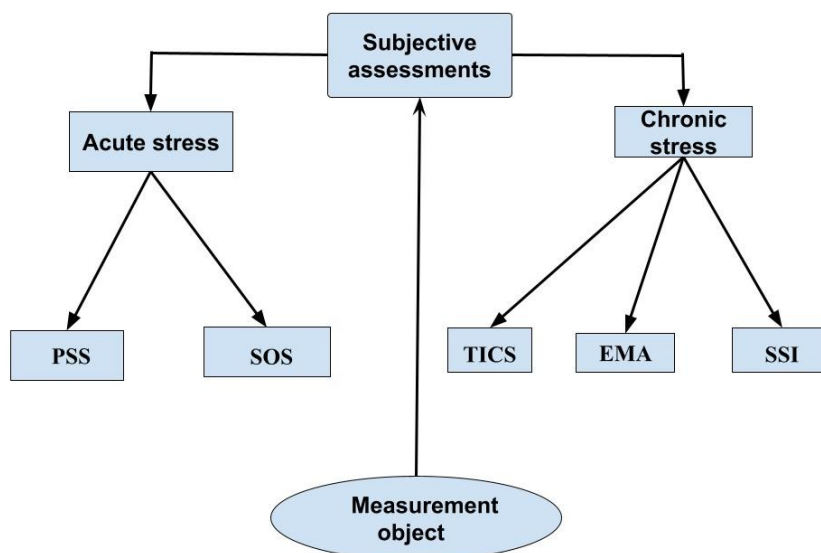 Subjective
assessments
Acute stress
Chronic
stress
PSS
SOS
TICS
EMA
SSI
Measurement
object